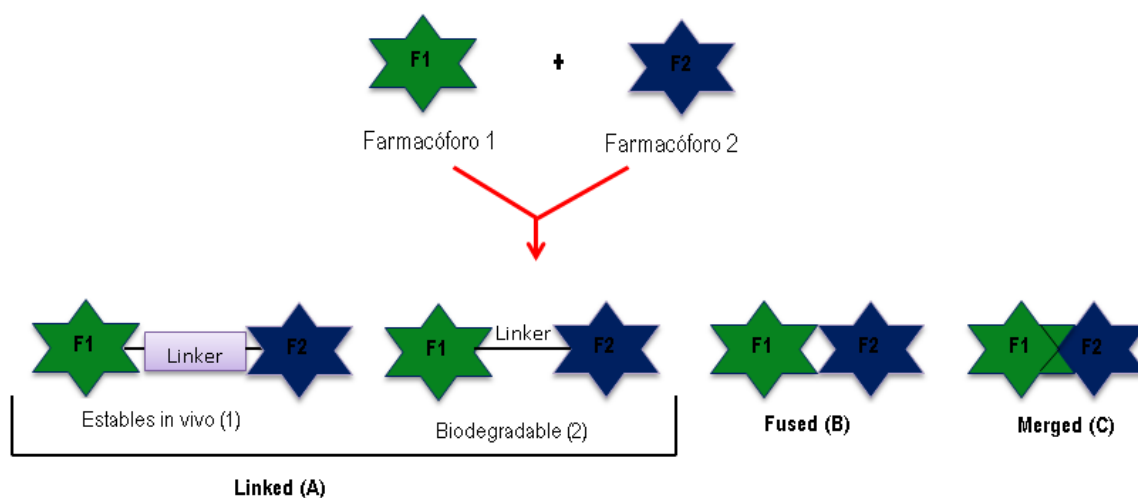 F1 + F2
Farmacóforo 1 Farmacóforo 2
F1 Linker F2
F1 Linker F2
F1 F2
F1 F2
Estables in vivo (1)
Biodegradable (2)
Fused (B)
Merged (C)
Linked (A)